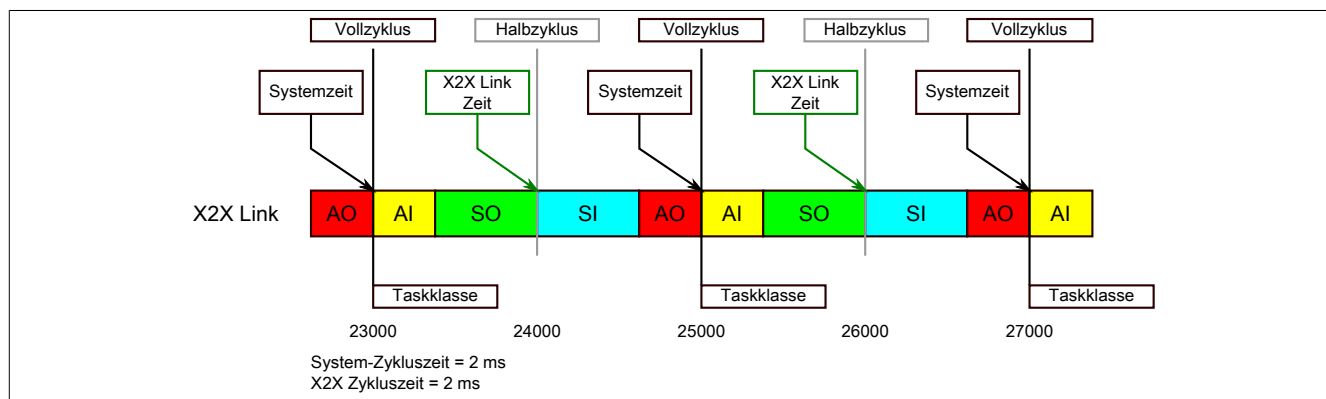 Vollzyklus Halbzyklus Vollzyklus Halbzyklus Vollzyklus
Systemzeit X2X Link Zeit Systemzeit X2X Link Zeit Systemzeit
X2X Link AO AI SO SI AO AI SO SI AO AI
Taskklasse Taskklasse Taskklasse
23000 24000 25000 26000 27000
System-Zykluszeit = 2 ms
X2X Zykluszeit = 2 ms